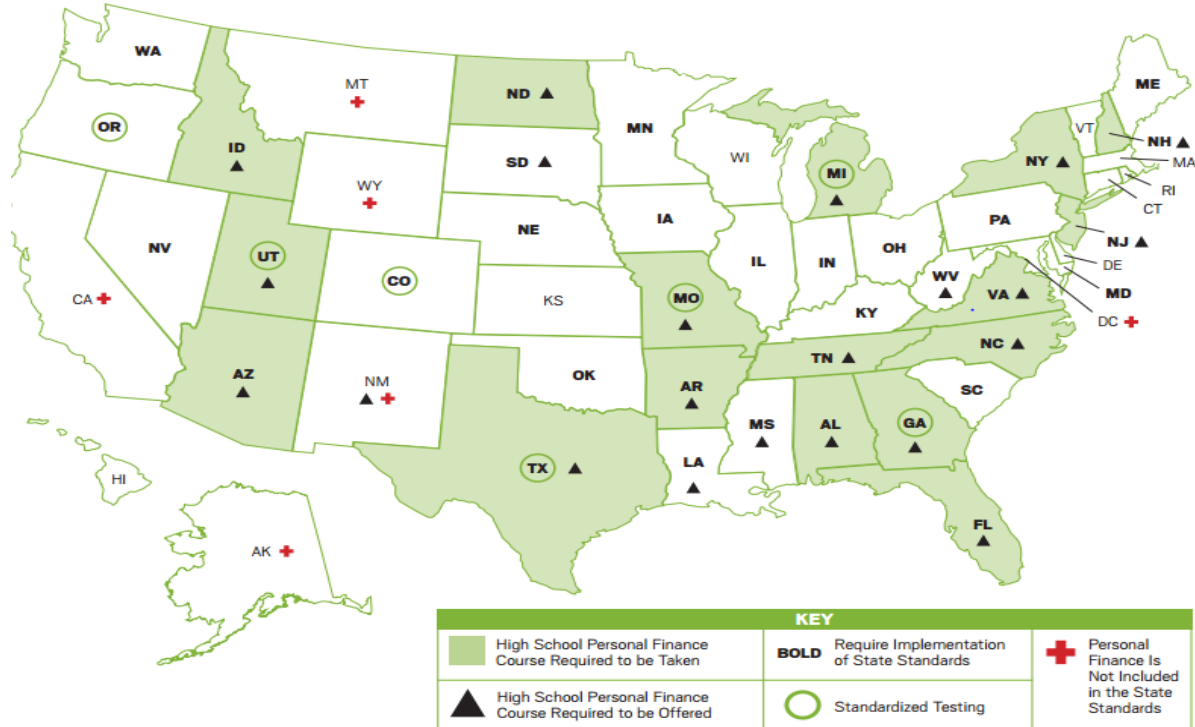 WA
MT
ND
MN
ME
OR
ID
SD
WI
VT
NH
MA
NY
MI
RI
CT
WY
IA
PA
NE
NJ
NV
UT
IL
IN
OH
DE
CO
WV
MD
CA
KS
MO
VA
KY
DC
NC
TN
AZ
NM
OK
AR
SC
MS
AL
GA
TX
LA
HI
FL
AK
KEY
High School Personal Finance
Course Required to be Taken
BOLD
Require Implementation
of State Standards
Personal
Finance Is
Not Included
in the State
Standards
High School Personal Finance
Course Required to be Offered
Standardized Testing